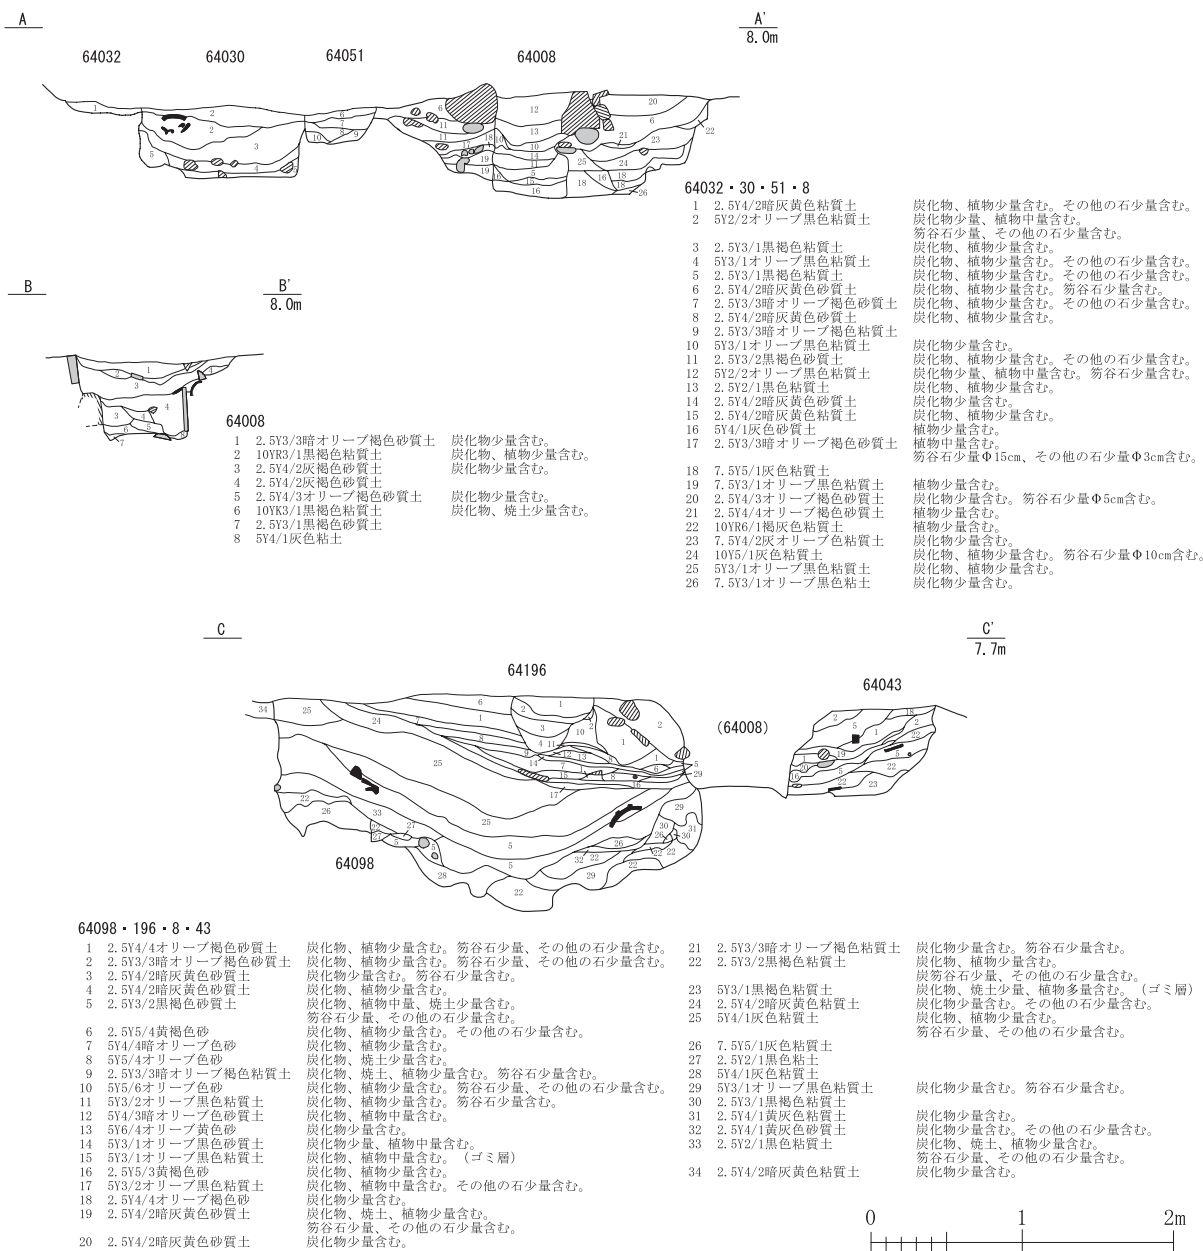 A
A'
8.0m
64032
64030
64051
64008
64032・30・51・8
1 2.5Y4/2暗灰黄色粘質土 炭化物、植物少量含む。その他の石少量含む。
2 5Y2/2オリーブ黒色粘質土 炭化物少量、植物中量含む。
笏谷石少量、その他の石少量含む。
3 2.5Y3/1黒褐色粘質土 炭化物、植物少量含む。
4 5Y3/1オリーブ黒色粘質土 炭化物、植物少量含む。その他の石少量含む。
5 2.5Y3/1黒褐色粘質土 炭化物、植物少量含む。その他の石少量含む。
6 2.5Y4/2暗灰黄色砂質土 炭化物、植物少量含む。笏谷石少量含む。
7 2.5Y3/3暗オリーブ褐色砂質土 炭化物、植物少量含む。その他の石少量含む。
8 2.5Y4/2暗灰黄色砂質土 炭化物、植物少量含む。
9 2.5Y3/3暗オリーブ褐色粘質土
10 5Y3/1オリーブ黒色粘質土 炭化物少量含む。
11 2.5Y3/2黒褐色砂質土 炭化物、植物少量含む。その他の石少量含む。
12 5Y2/2オリーブ黒色粘質土 炭化物少量、植物中量含む。笏谷石少量含む。
13 2.5Y2/1黒色粘質土 炭化物、植物少量含む。
14 2.5Y4/2暗灰黄色砂質土 炭化物少量含む。
15 2.5Y4/2暗灰黄色粘質土 炭化物、植物少量含む。
16 5Y4/1灰色砂質土 植物少量含む。
17 2.5Y3/3暗オリーブ褐色砂質土 植物中量含む。
笏谷石少量Φ15cm、その他の石少量Φ3cm含む。
18 7.5Y5/1灰色粘質土
19 7.5Y3/1オリーブ黒色粘質土 植物少量含む。
20 2.5Y4/3オリーブ褐色砂質土 炭化物少量含む。笏谷石少量Φ5cm含む。
21 2.5Y4/4オリーブ褐色砂質土 植物少量含む。
22 10YR6/1褐灰色粘質土 植物少量含む。
23 7.5Y4/2灰オリーブ色粘質土 炭化物少量含む。
24 10Y5/1灰色粘質土 炭化物、植物少量含む。笏谷石少量Φ10cm含む。
25 5Y3/1オリーブ黒色粘質土 炭化物、植物少量含む。
26 7.5Y3/1オリーブ黒色粘土 炭化物少量含む。
B
B'
8.0m
64008
1 2.5Y3/3暗オリーブ褐色砂質土 炭化物少量含む。
2 10YR3/1黒褐色粘質土 炭化物、植物少量含む。
3 2.5Y4/2灰褐色砂質土 炭化物少量含む。
4 2.5Y4/2灰褐色砂質土
5 2.5Y4/3オリーブ褐色砂質土 炭化物少量含む。
6 10YK3/1黒褐色粘質土 炭化物、焼土少量含む。
7 2.5Y3/1黒褐色砂質土
8 5Y4/1灰色粘土
C
C'
7.7m
64196
64043
(64008)
64098
64098・196・8・43
1 2.5Y4/4オリーブ褐色砂質土 炭化物、植物少量含む。笏谷石少量、その他の石少量含む。
2 2.5Y3/3暗オリーブ褐色砂質土 炭化物、植物少量含む。笏谷石少量、その他の石少量含む。
3 2.5Y4/2暗灰黄色砂質土 炭化物少量含む。笏谷石少量含む。
4 2.5Y4/2暗灰黄色砂質土 炭化物、植物少量含む。
5 2.5Y3/2黒褐色砂質土 炭化物、植物中量、焼土少量含む。
笏谷石少量、その他の石少量含む。
6 2.5Y5/4黄褐色砂 炭化物、植物少量含む。その他の石少量含む。
7 5Y4/4暗オリーブ色砂 炭化物、植物少量含む。
8 5Y5/4オリーブ色砂 炭化物、焼土少量含む。
9 2.5Y3/3暗オリーブ褐色粘質土 炭化物、焼土、植物少量含む。笏谷石少量含む。
10 5Y5/6オリーブ色砂 炭化物、植物少量含む。笏谷石少量、その他の石少量含む。
11 5Y3/2オリーブ黒色粘質土 炭化物、植物少量含む。笏谷石少量含む。
12 5Y4/3暗オリーブ色砂質土 炭化物、植物中量含む。
13 5Y6/4オリーブ黄色砂 炭化物少量含む。
14 5Y3/1オリーブ黒色砂質土 炭化物少量、植物中量含む。
15 5Y3/1オリーブ黒色粘質土 炭化物、植物中量含む。（ゴミ層）
16 2.5Y5/3黄褐色砂 炭化物、植物少量含む。
17 5Y3/2オリーブ黒色粘質土 炭化物、植物中量含む。その他の石少量含む。
18 2.5Y4/4オリーブ褐色砂 炭化物少量含む。
19 2.5Y4/2暗灰黄色砂質土 炭化物、焼土、植物少量含む。
笏谷石少量、その他の石少量含む。
20 2.5Y4/2暗灰黄色砂質土 炭化物少量含む。
21 2.5Y3/3暗オリーブ褐色粘質土 炭化物少量含む。笏谷石少量含む。
22 2.5Y3/2黒褐色粘質土 炭化物、植物少量含む。
炭笏谷石少量、その他の石少量含む。
23 5Y3/1黒褐色粘質土 炭化物、焼土少量、植物多量含む。（ゴミ層）
24 2.5Y4/2暗灰黄色粘質土 炭化物少量含む。その他の石少量含む。
25 5Y4/1灰色粘質土 炭化物、植物少量含む。
笏谷石少量、その他の石少量含む。
26 7.5Y5/1灰色粘質土
27 2.5Y2/1黒色粘土
28 5Y4/1灰色粘質土
29 5Y3/1オリーブ黒色粘質土 炭化物少量含む。笏谷石少量含む。
30 2.5Y3/1黒褐色粘質土
31 2.5Y4/1黄灰色粘質土 炭化物少量含む。
32 2.5Y4/1黄灰色砂質土 炭化物少量含む。その他の石少量含む。
33 2.5Y2/1黒色粘質土 炭化物、焼土、植物少量含む。
笏谷石少量、その他の石少量含む。
34 2.5Y4/2暗灰黄色粘質土 炭化物少量含む。
0 1 2m